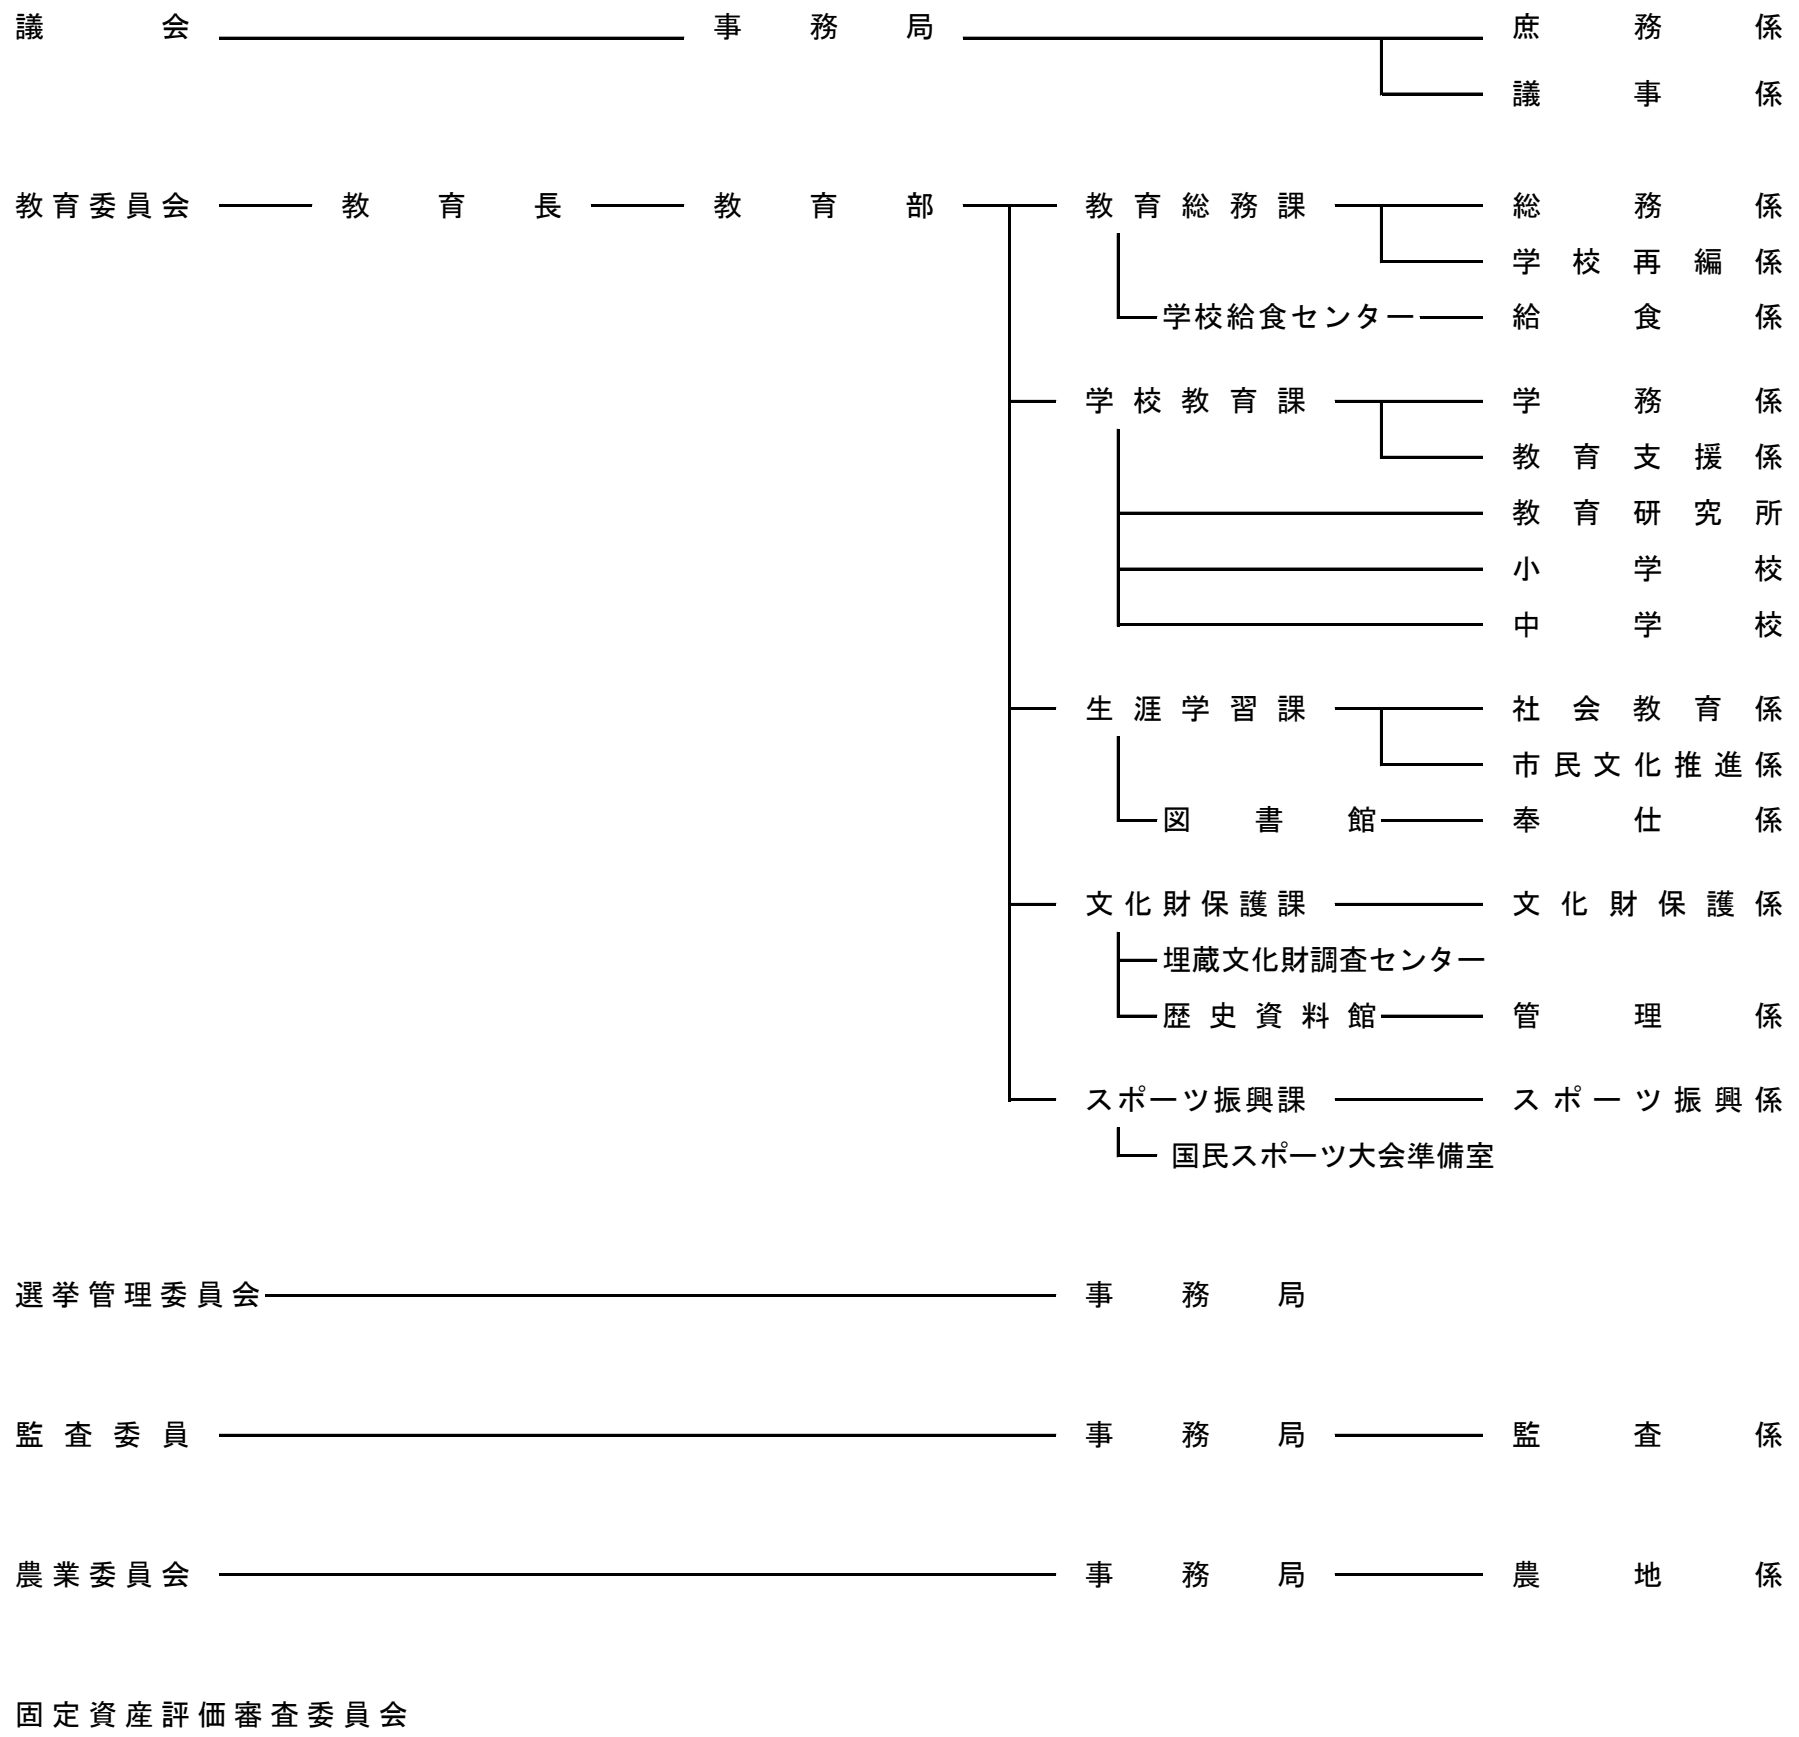 議会 事務局 庶務係
議事係
教育委員会 教育長 教育部 教育総務課 総務係
学校再編係
学校給食センター 給食係
学校教育課 学務係
教育支援係
教育研究所
小学校
中学校
生涯学習課 社会教育係
市民文化推進係
図書館 奉仕係
文化財保護課 文化財保護係
埋蔵文化財調査センター
歴史資料館 管理係
スポーツ振興課 スポーツ振興係
国民スポーツ大会準備室
選挙管理委員会 事務局
監査委員 事務局 監査係
農業委員会 事務局 農地係
固定資産評価審査委員会